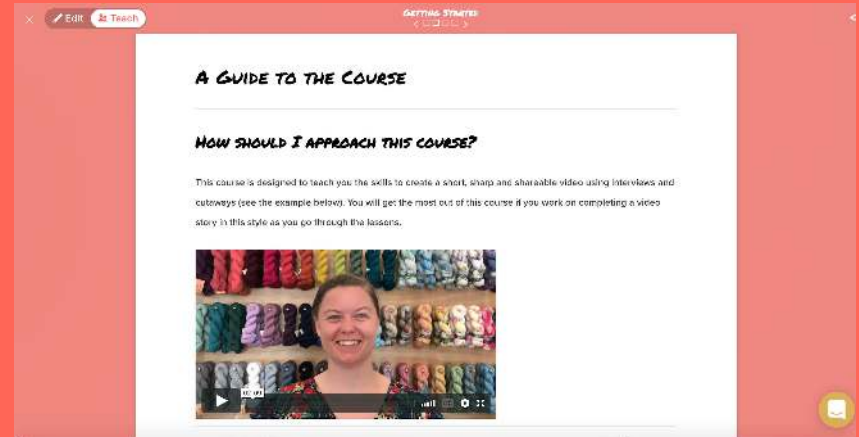 Edit
Teach
Getting Started
A Guide to the Course
How should I approach this course?
This course is designed to teach you the skills to create a short, sharp and shareable video using interviews and
cutaways (see the example below). You will get the most out of this course if you work on completing a video
story in this style as you go through the lessons.